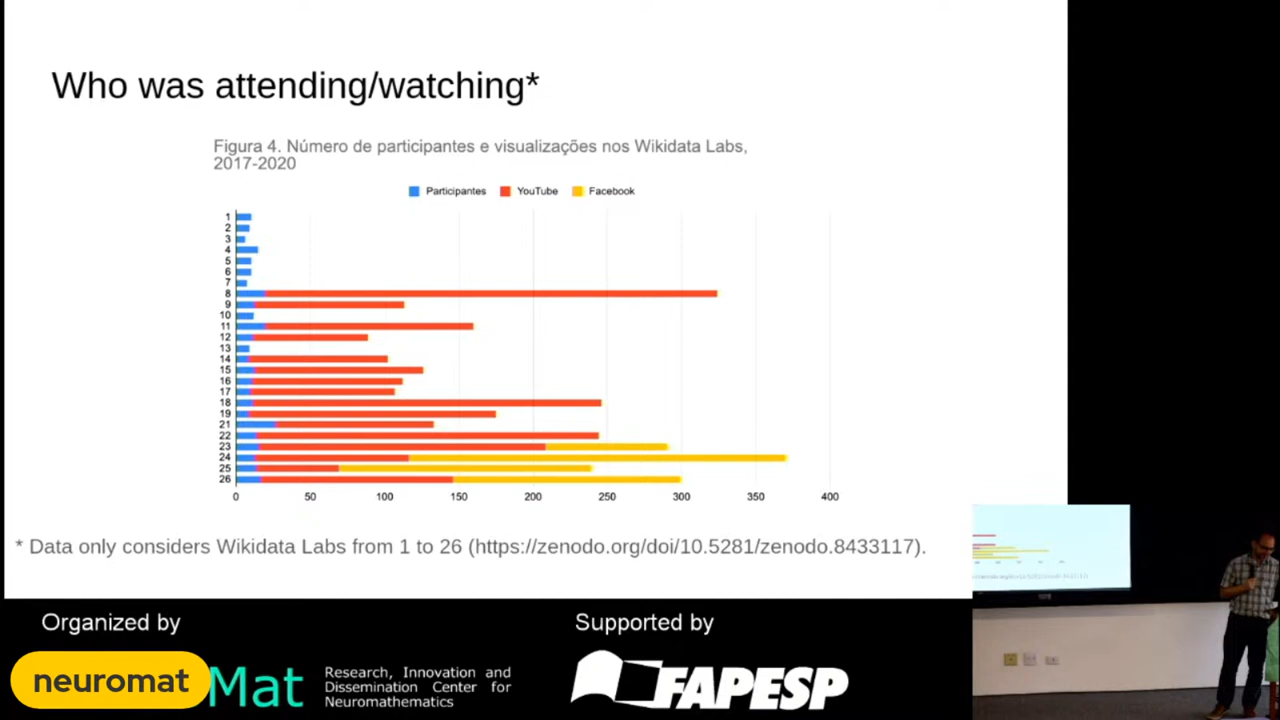 Who was attending/watching*
Figura 4. Número de participantes e visualizações nos Wikidata Labs,
2017-2020
Participantes YouTube Facebook
1
2
3
4
5
6
7
8
9
10
11
12
13
14
15
16
17
18
19
21
22
23
24
25
26
0 50 100 150 200 250 300 350 400
* Data only considers Wikidata Labs from 1 to 26 (https://zenodo.org/doi/10.5281/zenodo.8433117).
Organized by
Supported by
neuromat
Mat
Research, Innovation and
Dissemination Center for
Neuromathematics
FAPESP